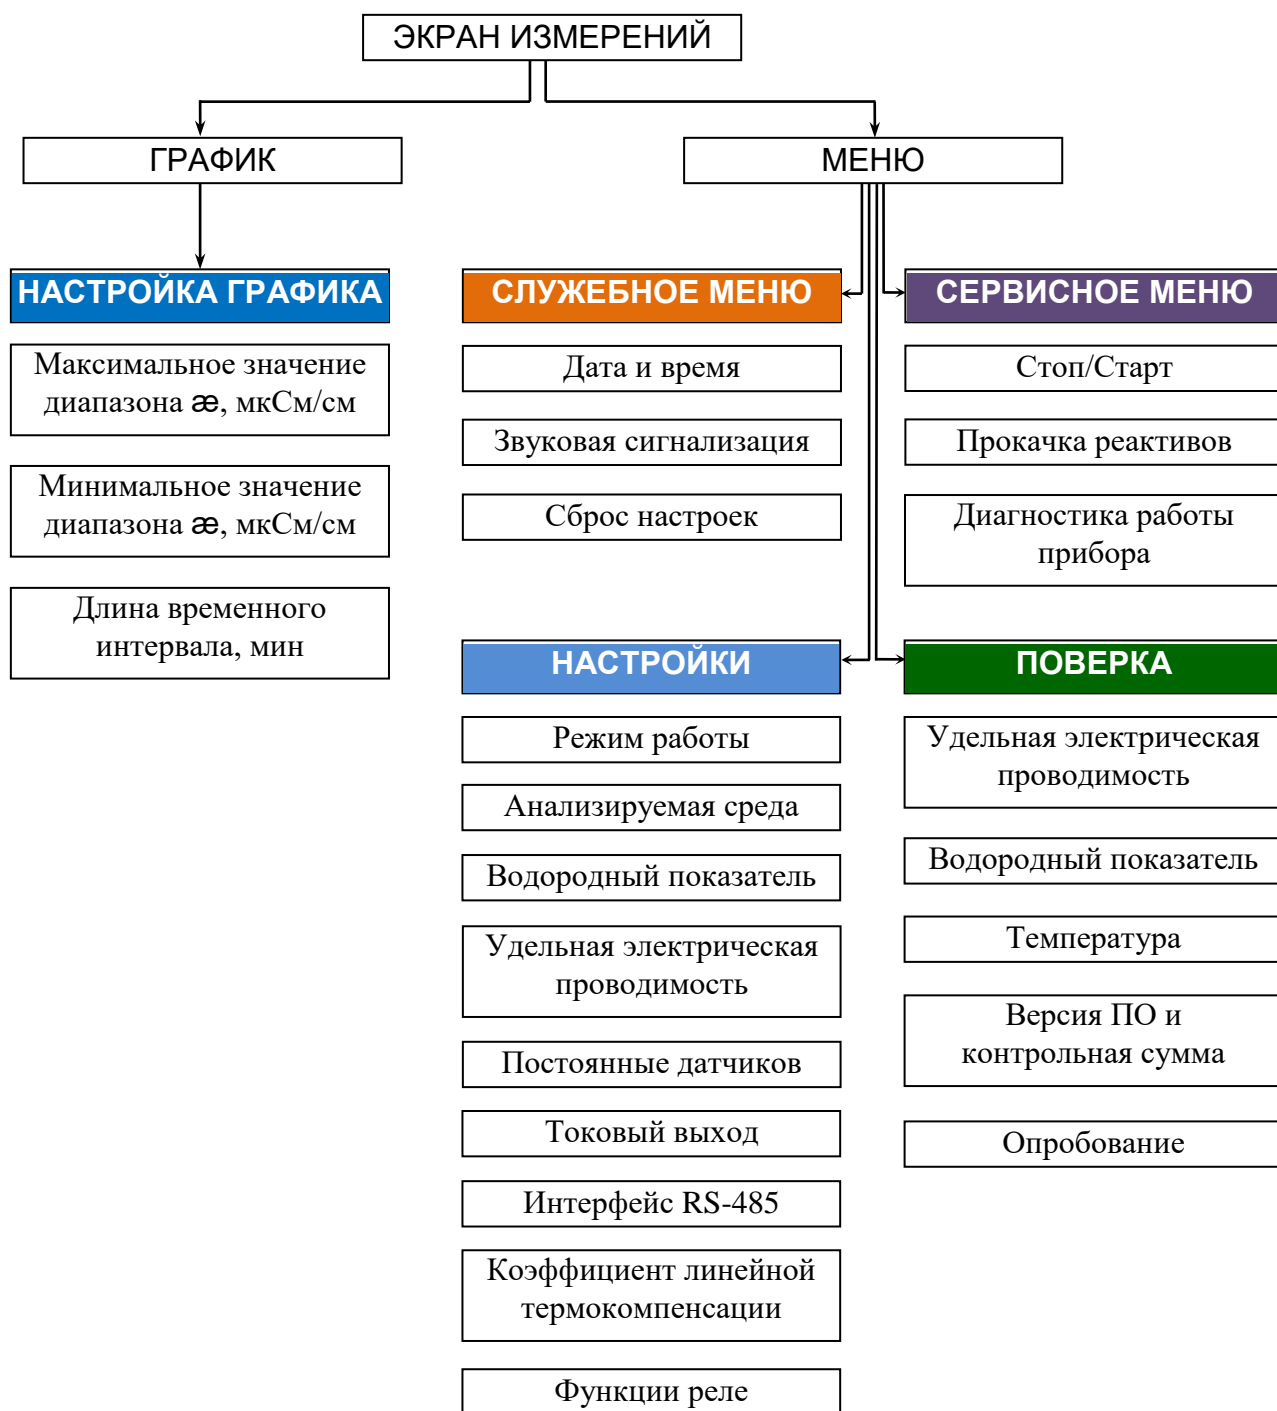 ЭКРАН ИЗМЕРЕНИЙ
ГРАФИК
МЕНЮ
НАСТРОЙКА ГРАФИКА
Максимальное значение
диапазона æ, мкСм/см
Минимальное значение
диапазона æ, мкСм/см
Длина временного
интервала, мин
СЛУЖЕБНОЕ МЕНЮ
Дата и время
Звуковая сигнализация
Сброс настроек
СЕРВИСНОЕ МЕНЮ
Стоп/Старт
Прокачка реактивов
Диагностика работы
прибора
НАСТРОЙКИ
Режим работы
Анализируемая среда
Водородный показатель
Удельная электрическая
проводимость
Постоянные датчиков
Токовый выход
Интерфейс RS-485
Коэффициент линейной
термокомпенсации
Функции реле
ПОВЕРКА
Удельная электрическая
проводимость
Водородный показатель
Температура
Версия ПО и
контрольная сумма
Опробование